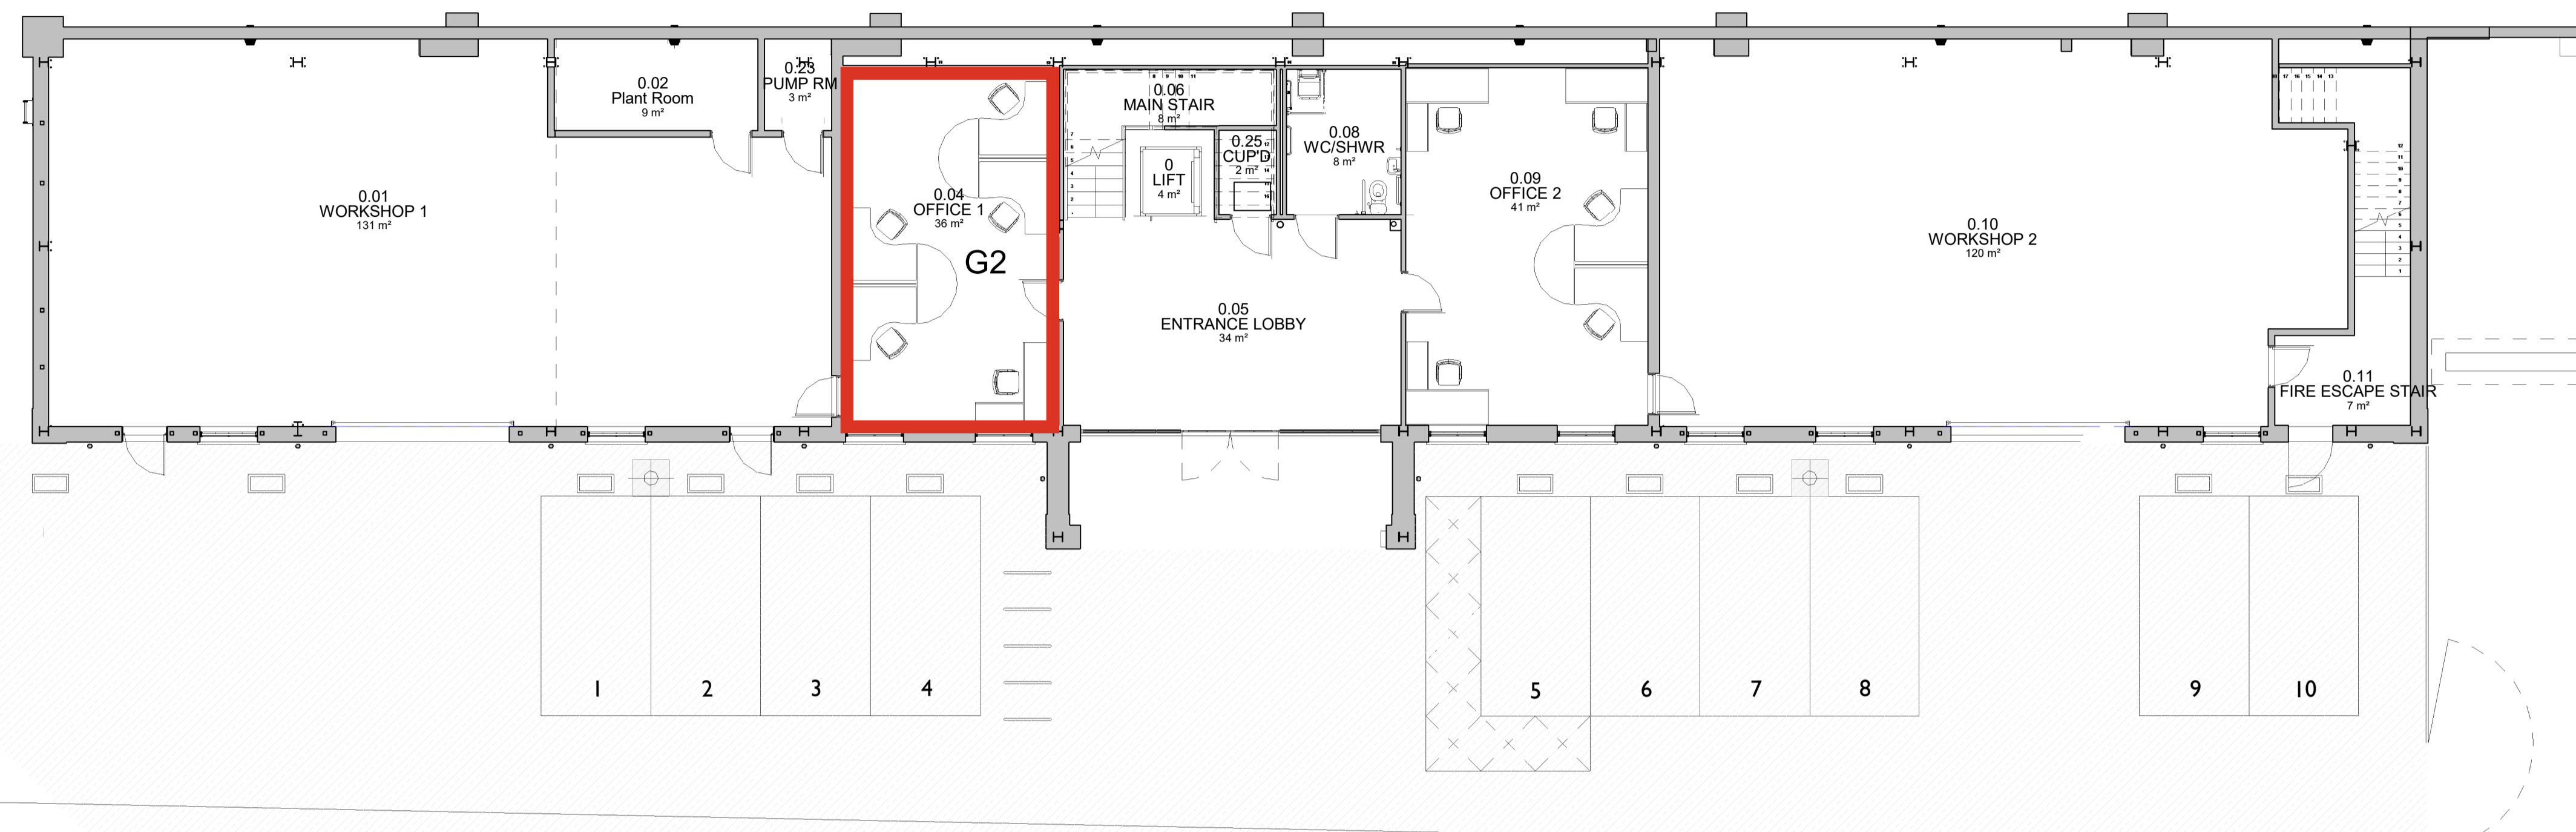 0.01
WORKSHOP 1
131 m²
0.02
Plant Room
9 m²
0.23
PUMP RM
3 m²
0.04
OFFICE 1
36 m²
G2
0.06
MAIN STAIR
8 m²
0
LIFT
4 m²
0.25
CUP'D
2 m²
0.08
WC/SHWR
8 m²
0.05
ENTRANCE LOBBY
34 m²
0.09
OFFICE 2
41 m²
0.10
WORKSHOP 2
120 m²
0.11
FIRE ESCAPE STAIR
7 m²
1
2
3
4
5
6
7
8
9
10